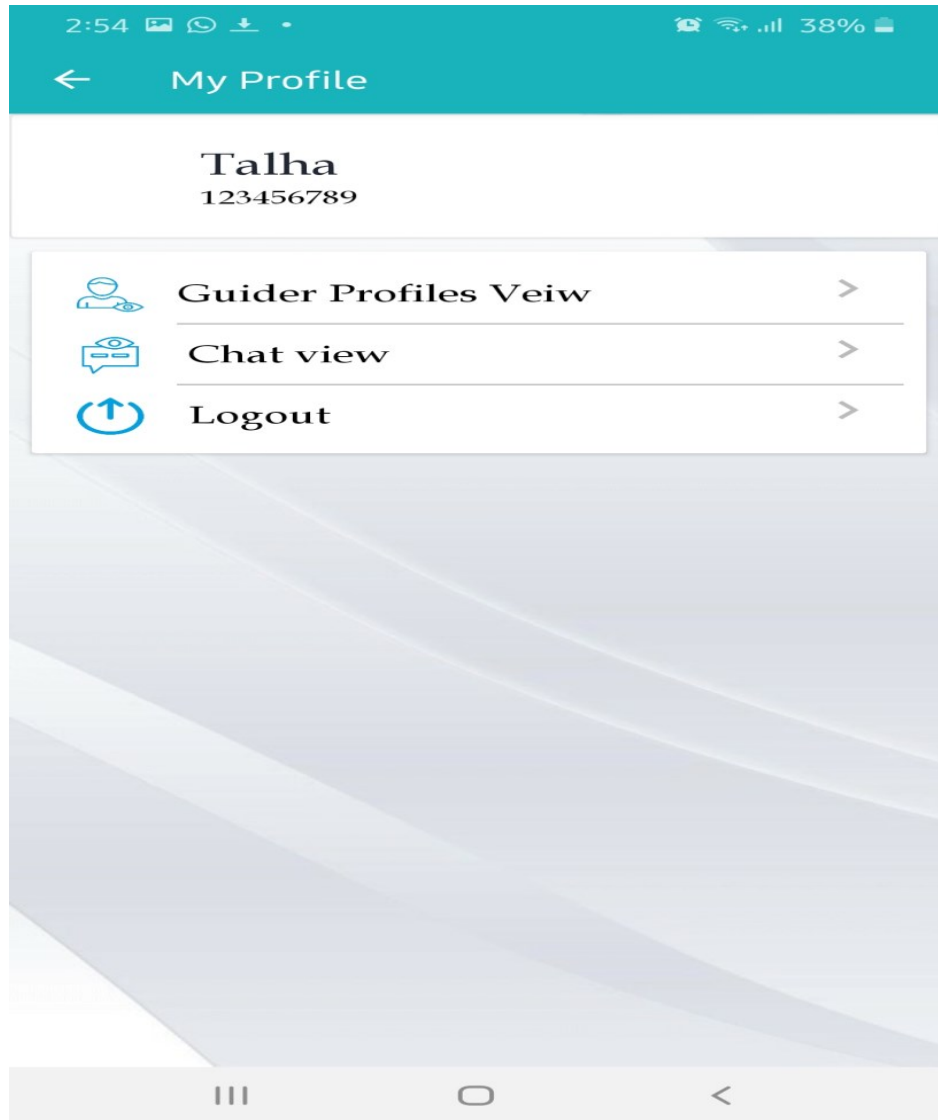 2:54 38%
My Profile
Talha
123456789
Guider Profiles Veiw
Chat view
Logout